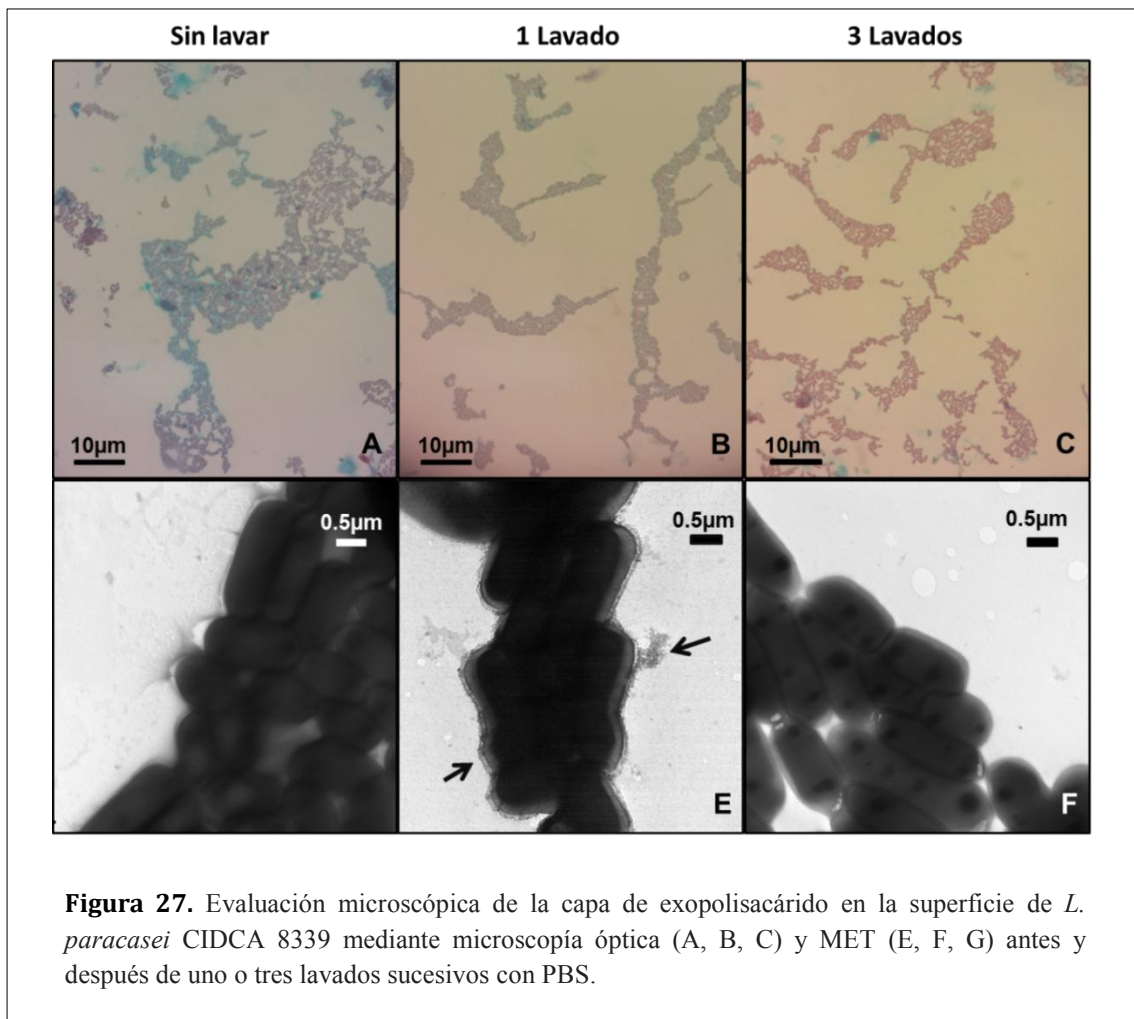 Sin lavar
1 Lavado
3 Lavados
10µm
A
10µm
B
10µm
C
0.5µm
0.5µm
E
0.5µm
F
Figura 27. Evaluación microscópica de la capa de exopolisacárido en la superficie de L.
paracasei CIDCA 8339 mediante microscopía óptica (A, B, C) y MET (E, F, G) antes y
después de uno o tres lavados sucesivos con PBS.